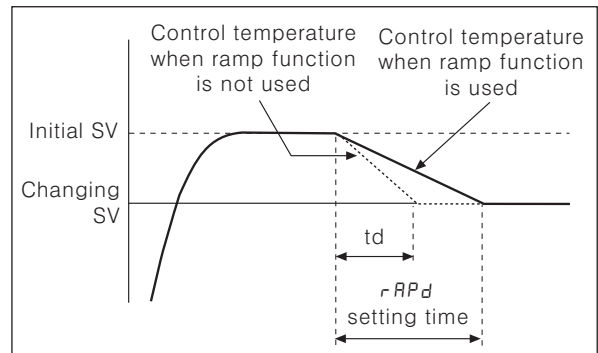 Control temperature
when ramp function
is not used
Control temperature
when ramp function
is used
Initial SV
Changing
SV
td
rAPd
setting time